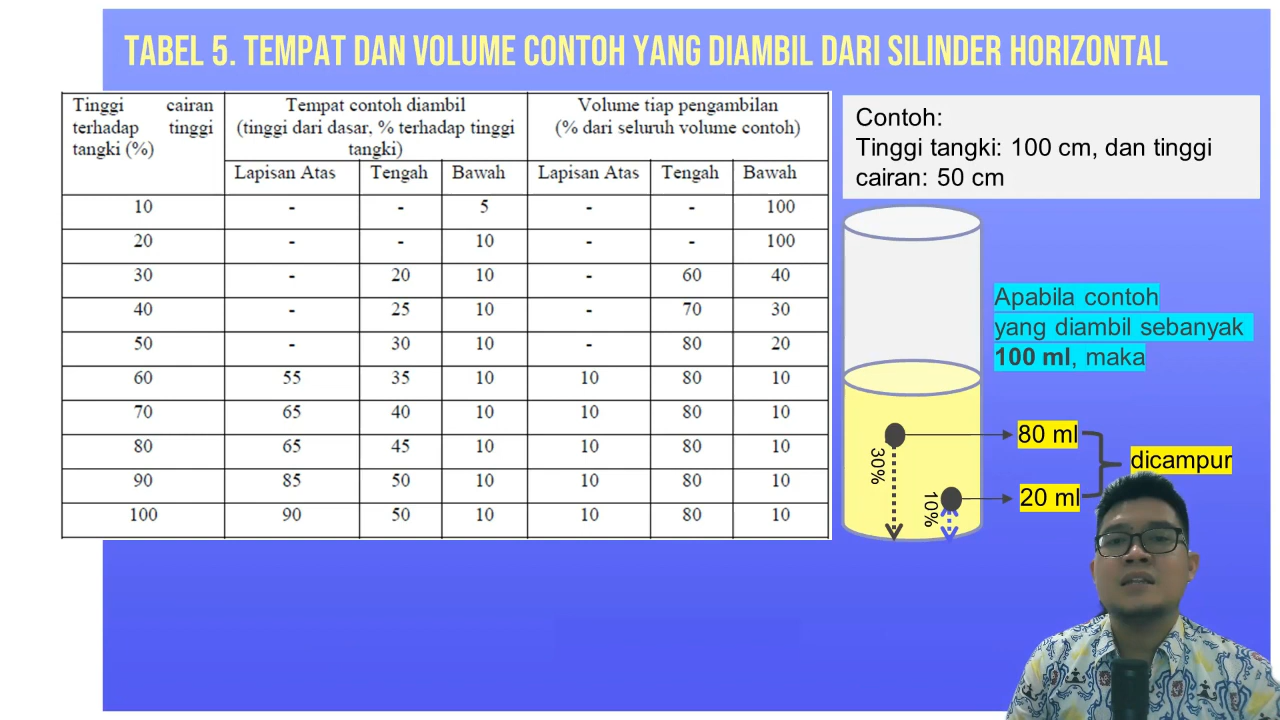 TABEL 5. TEMPAT DAN VOLUME CONTOH YANG DIAMBIL DARI SILINDER HORIZONTAL
Tinggi cairan terhadap tinggi tangki (%) | Tempat contoh diambil (tinggi dari dasar, % terhadap tinggi tangki) | Volume tiap pengambilan (% dari seluruh volume contoh)
Lapisan Atas | Tengah | Bawah | Lapisan Atas | Tengah | Bawah
10 | - | - | 5 | - | - | 100
20 | - | - | 10 | - | - | 100
30 | - | 20 | 10 | - | 60 | 40
40 | - | 25 | 10 | - | 70 | 30
50 | - | 30 | 10 | - | 80 | 20
60 | 55 | 35 | 10 | 10 | 80 | 10
70 | 65 | 40 | 10 | 10 | 80 | 10
80 | 65 | 45 | 10 | 10 | 80 | 10
90 | 85 | 50 | 10 | 10 | 80 | 10
100 | 90 | 50 | 10 | 10 | 80 | 10
Contoh:
Tinggi tangki: 100 cm, dan tinggi
cairan: 50 cm
Apabila contoh
yang diambil sebanyak
100 ml, maka
80 ml
dicampur
30%
20 ml
10%